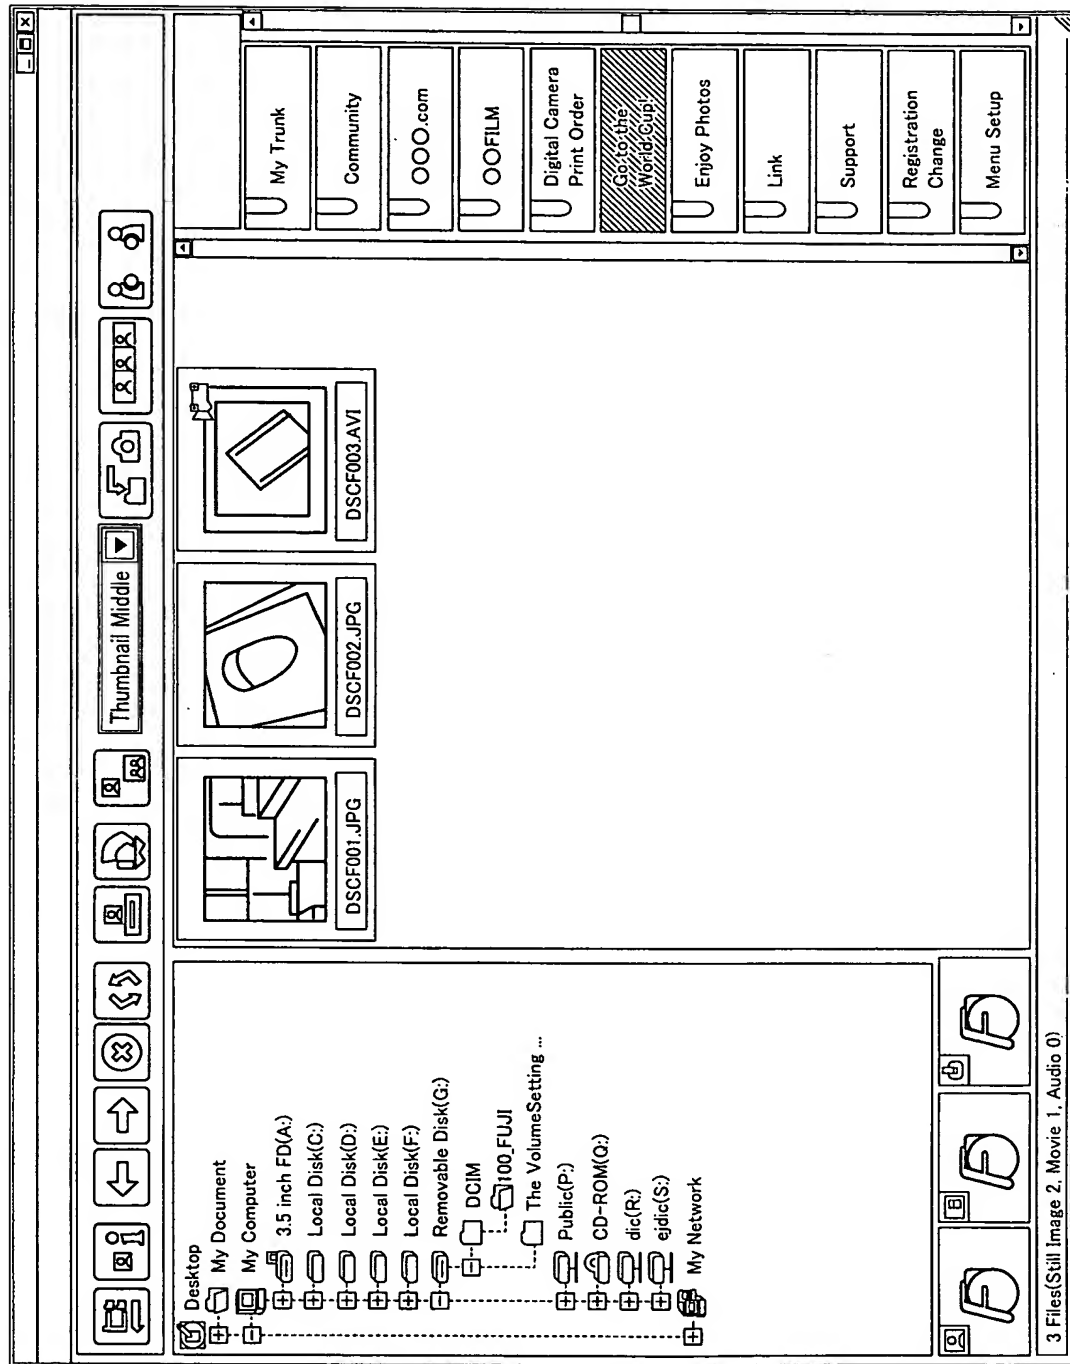 Thumbnail Middle
Desktop
My Document
My Computer
3.5 inch FD(A:)
Local Disk(C:)
Local Disk(D:)
Local Disk(E:)
Local Disk(F:)
Removable Disk(G:)
DCIM
100_FUJI
The VolumeSetting ...
Public(P:)
CD-ROM(Q:)
dic(R:)
ejdic(S:)
My Network
DSCF001.JPG
DSCF002.JPG
DSCF003.AVI
My Trunk
Community
OOO.com
OOFILM
Digital Camera
Print Order
Go to the
World Cup!
Enjoy Photos
Link
Support
Registration
Change
Menu Setup
3 Files(Still Image 2, Movie 1, Audio 0)